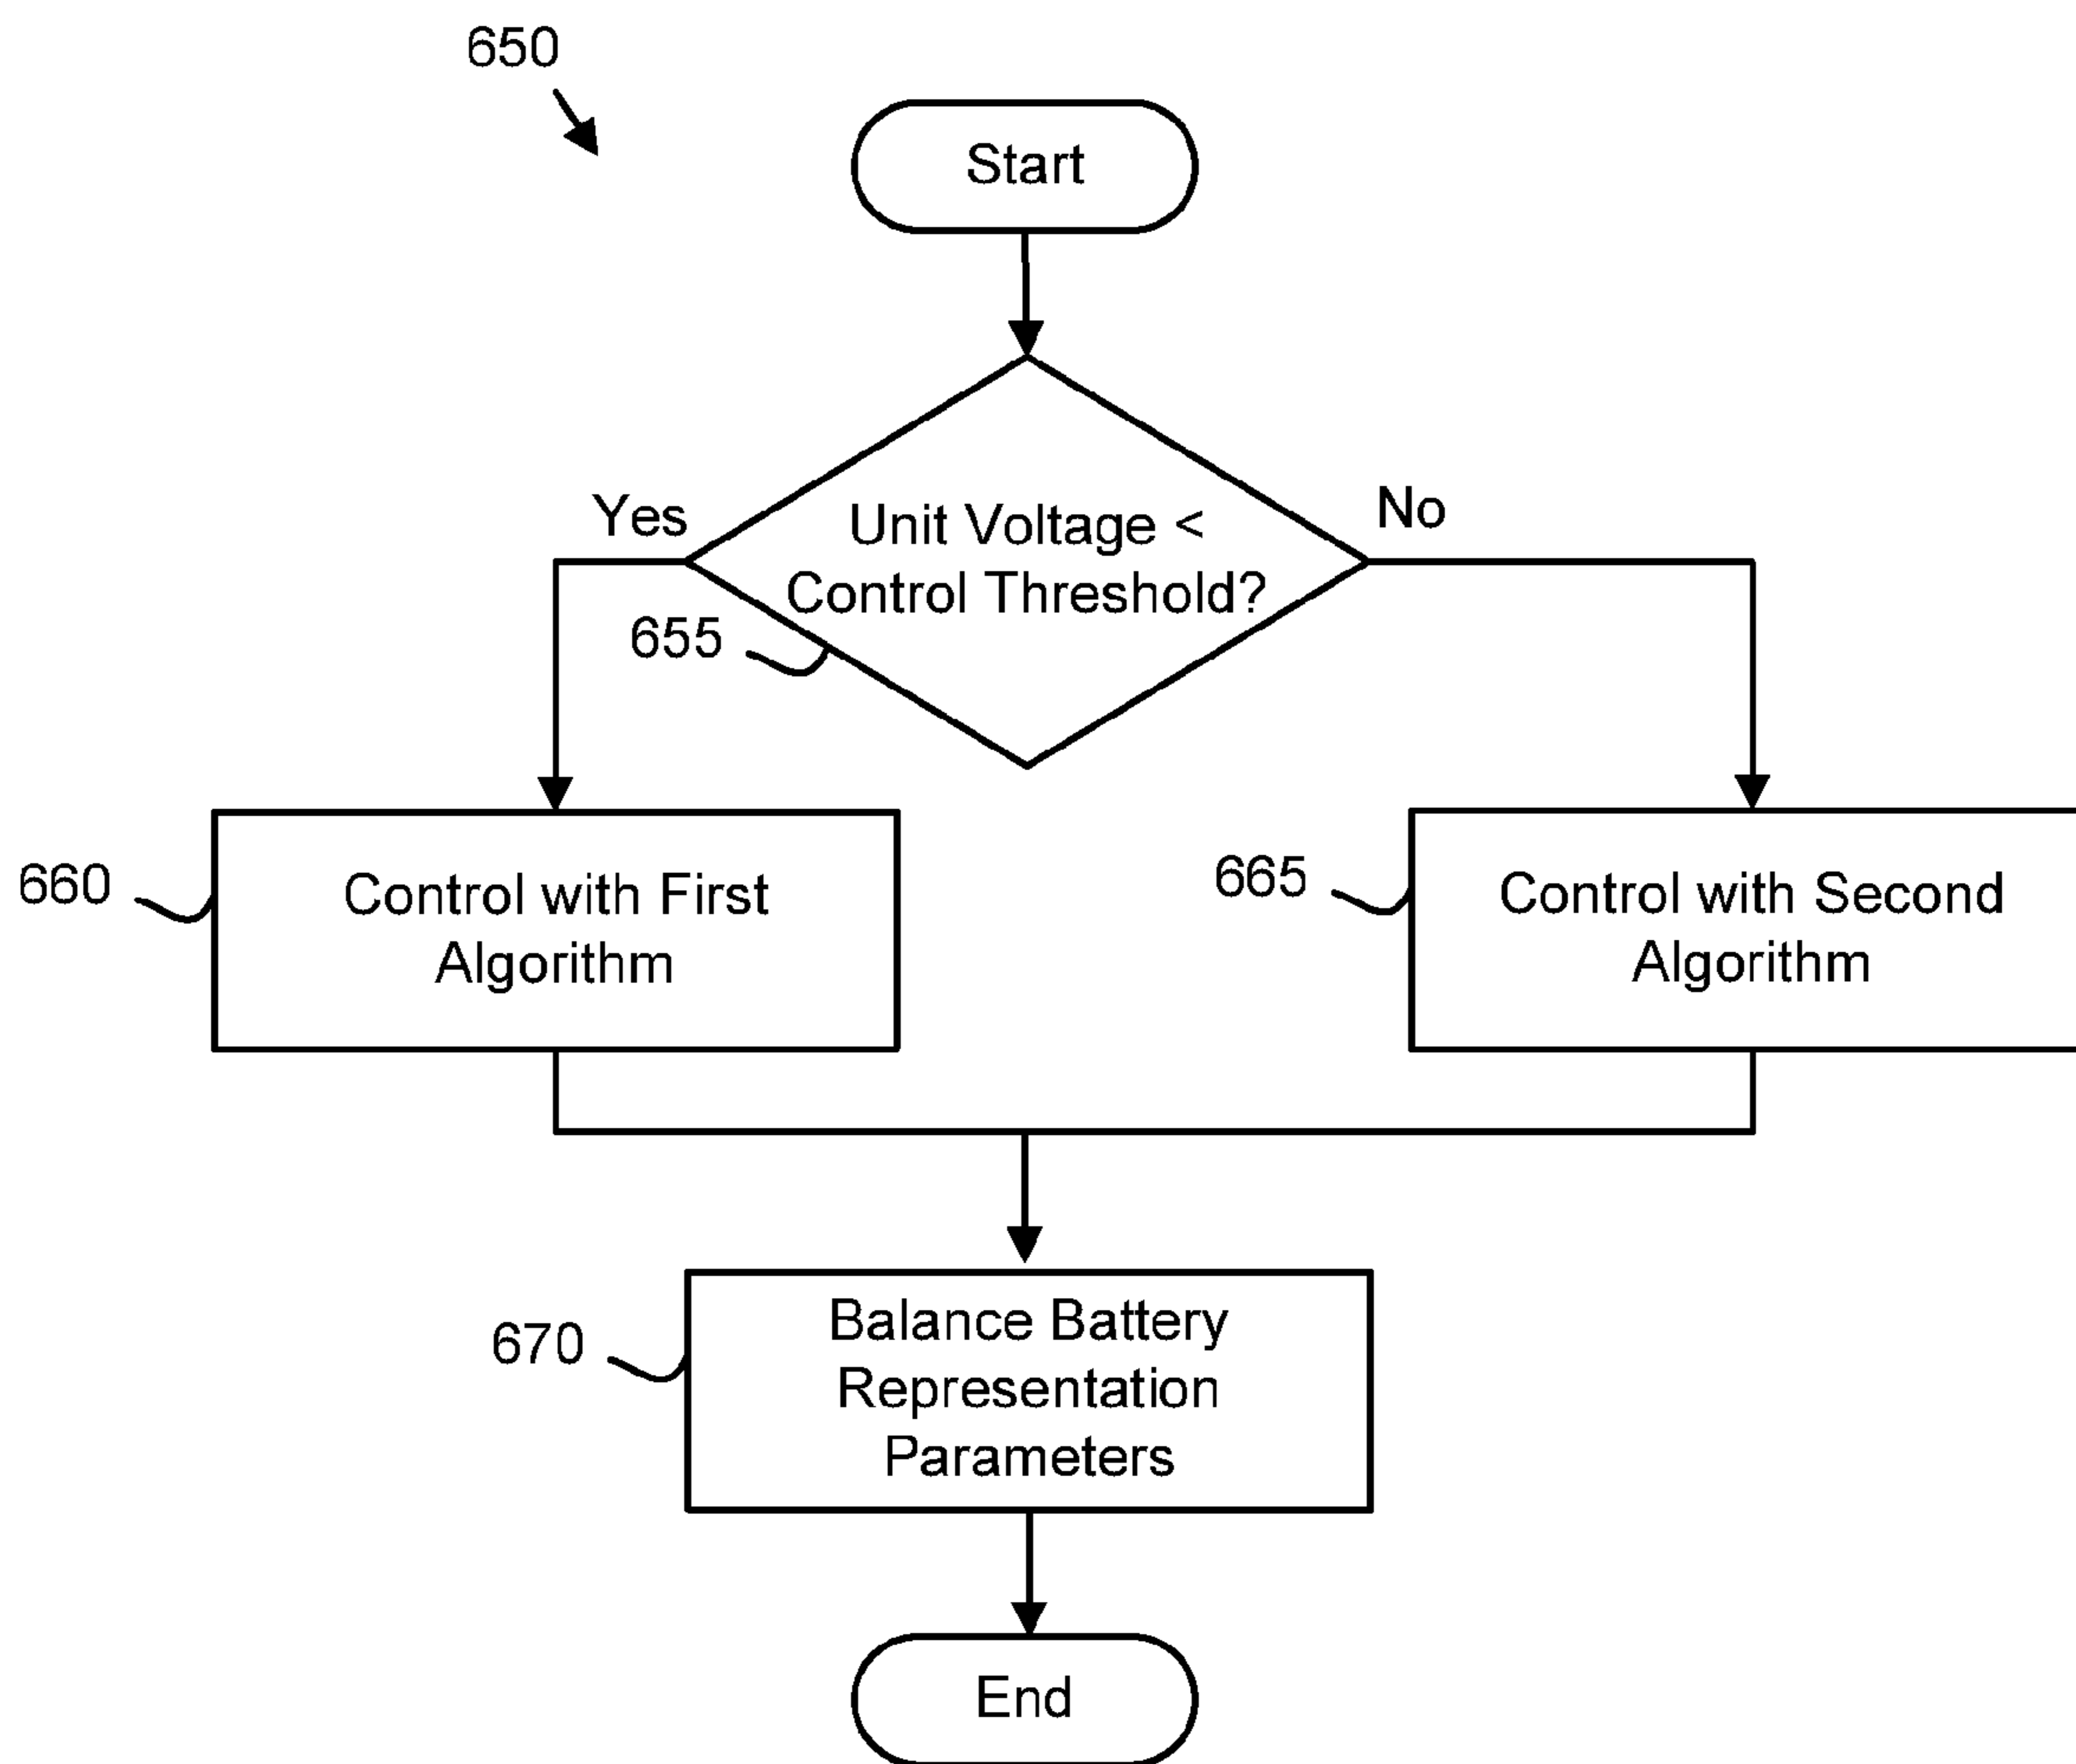 650
Start
Yes
No
Unit Voltage <
Control Threshold?
655
660
Control with First
Algorithm
665
Control with Second
Algorithm
670
Balance Battery
Representation
Parameters
End